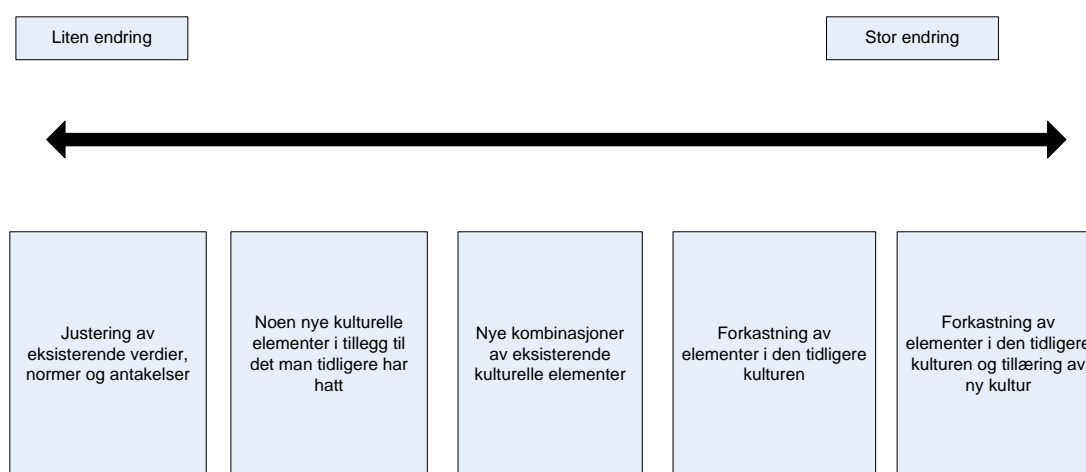 Liten endring
Stor endring
Justering av
eksisterende verdier,
normer og antakelser
Noen nye kulturelle
elementer i tillegg til
det man tidligere har
hatt
Nye kombinasjoner
av eksisterende
kulturelle elementer
Forkastning av
elementer i den tidligere
kulturen
Forkastning av
elementer i den tidligere
kulturen og tillæring av
ny kultur